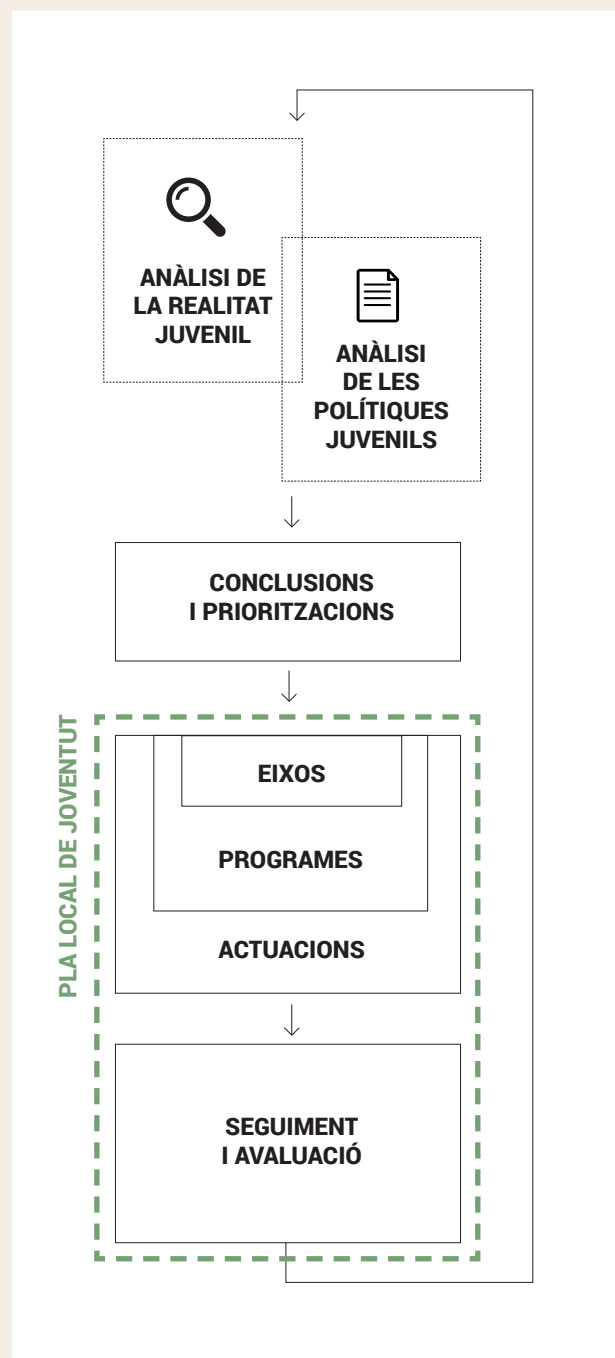 ANÀLISI DE
LA REALITAT
JUVENIL
ANÀLISI
DE LES
POLÍTIQUES
JUVENILS
CONCLUSIONS
I PRIORITZACIONS
PLA LOCAL DE JOVENTUT
EIXOS
PROGRAMES
ACTUACIONS
SEGUIMENT
I AVALUACIÓ